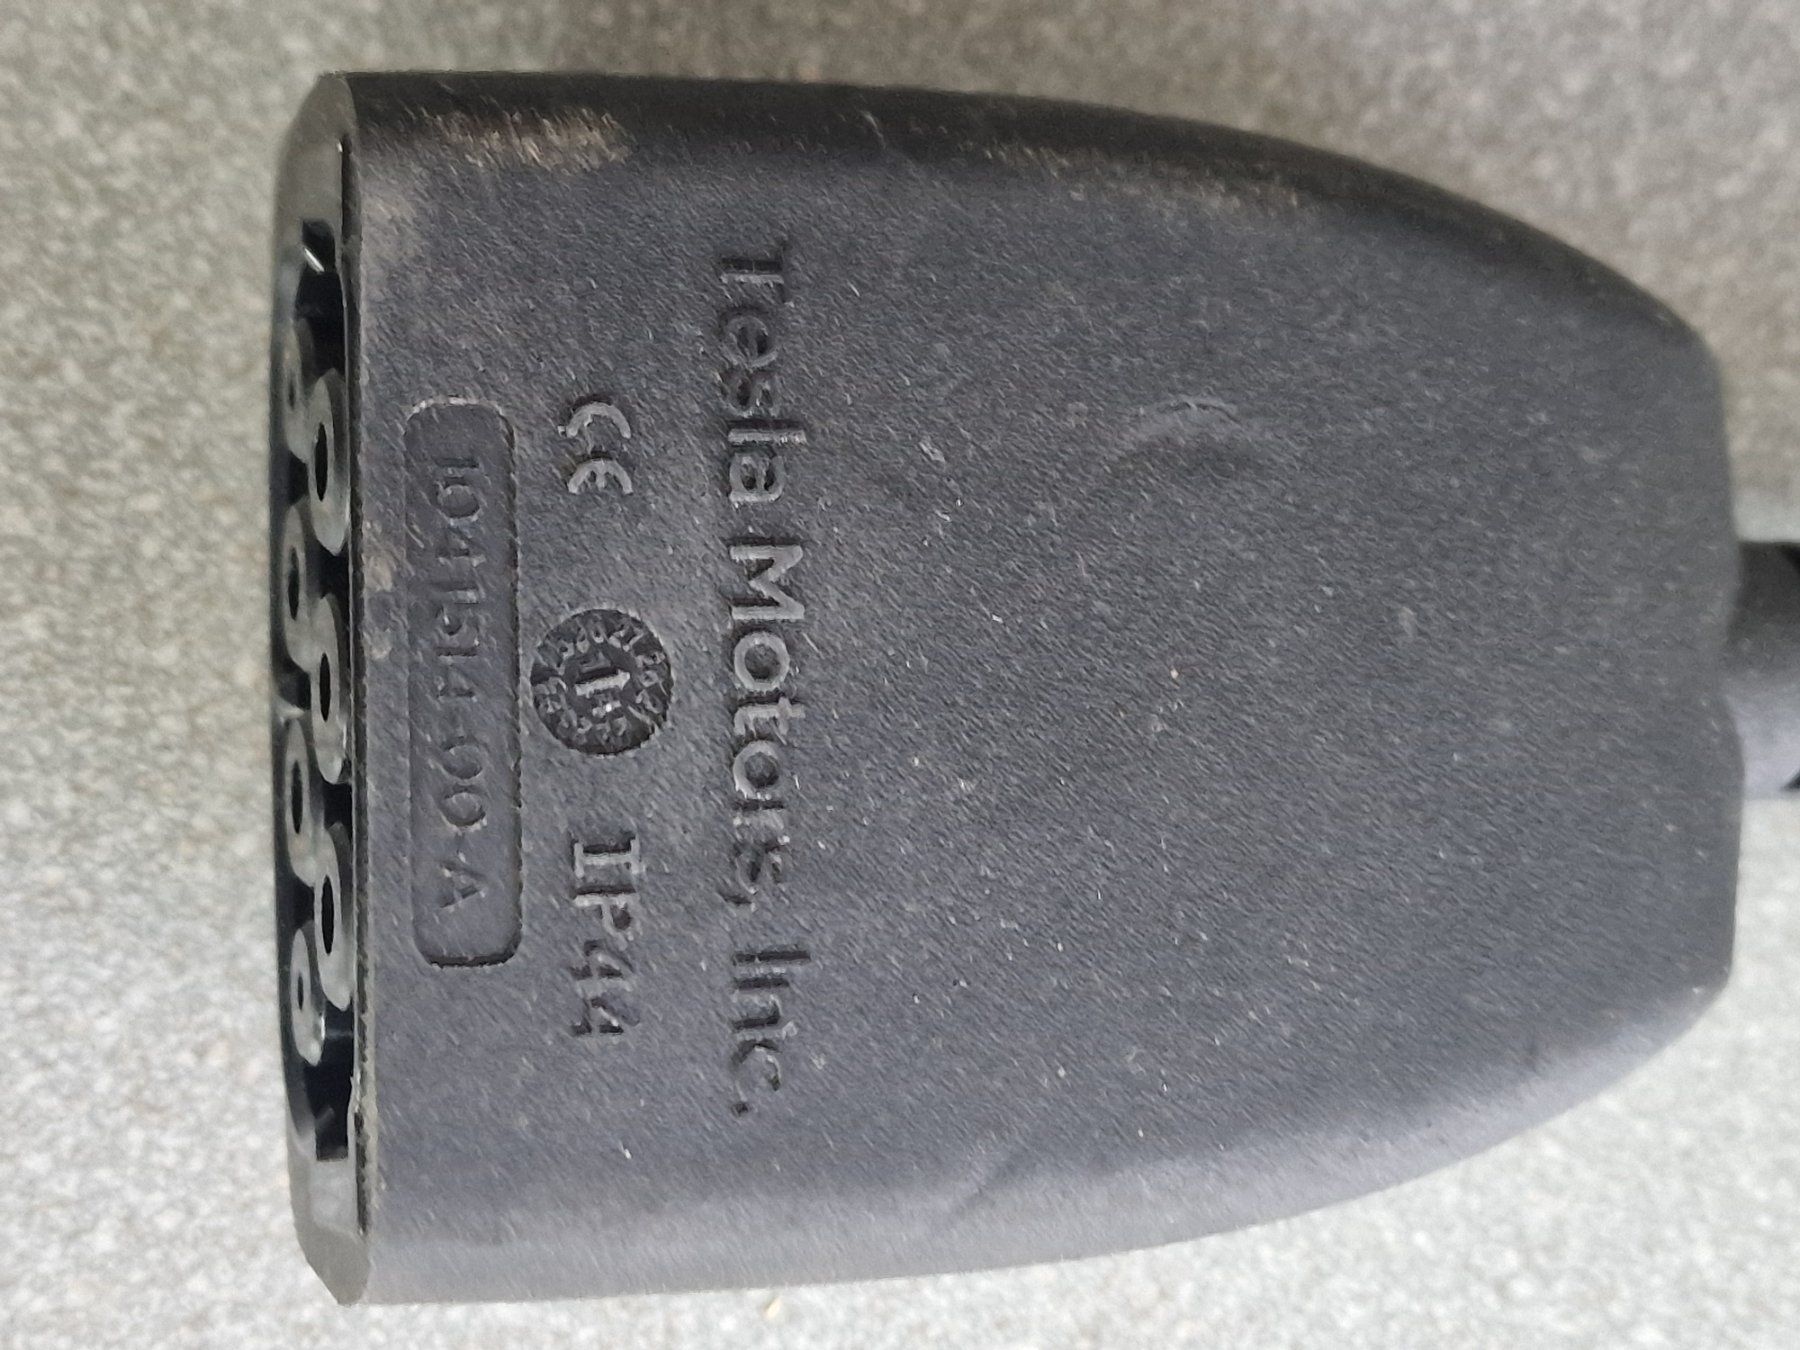 Tesla Motors, Inc.
CE IP44
1041514-00-A